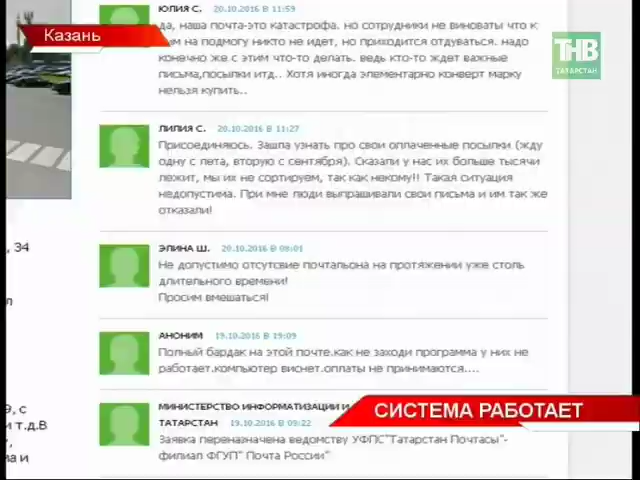 Казань
ТНВ
ТАТАРСТАН
ЮЛИЯ С. 20.10.2016 В 11:59
да, наша почта-это катастрофа. но сотрудники не виноваты что к
на подмогу никто не идет, но приходится отдуваться. надо
конечно же с этим что-то делать. ведь кто-то ждет важные
письма,посылки итд.. Хотя иногда элементарно конверт марку
нельзя купить..
ЛИЛИЯ С. 20.10.2016 В 11:27
Присоединяюсь. Зашла узнать про свои оплаченные посылки (жду
одну с лета, вторую с сентября). Сказали у нас их больше тысячи
лежит, мы их не сортируем, так как некому!! Такая ситуация
недопустима. При мне люди выпрашивали свои письма и им так же
отказали!
, 34
ЭЛИНА Ш. 20.10.2016 В 09:01
Не допустимо отсутсвие почтальона на протяжении уже столь
длительного времени!
Просим вмешаться!
л
АНОНИМ 19.10.2016 В 19:09
Полный бардак на этой почте.как не заходи программа у них не
работает.компьютер виснет.оплаты не принимаются....
9, с
и т.д.В
та и
МИНИСТЕРСТВО ИНФОРМАТИЗАЦИИ И
ТАТАРСТАН 19.10.2016 В 09:22
Заявка переназначена ведомству УФПС"Татарстан Почтасы"-
филиал ФГУП" Почта России"
СИСТЕМА РАБОТАЕТ